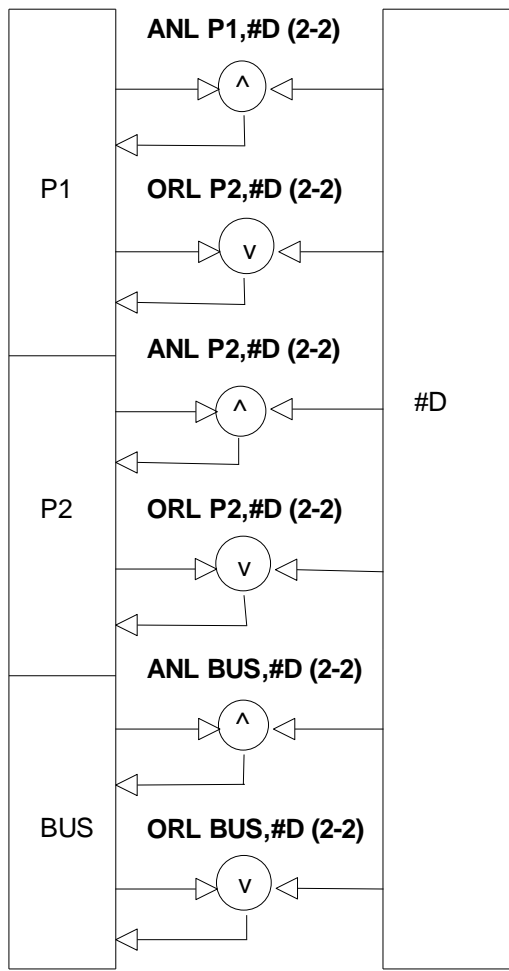 ANL P1,#D (2-2)
^
P1
ORL P2,#D (2-2)
v
ANL P2,#D (2-2)
^
#D
P2
ORL P2,#D (2-2)
v
ANL BUS,#D (2-2)
^
BUS
ORL BUS,#D (2-2)
v